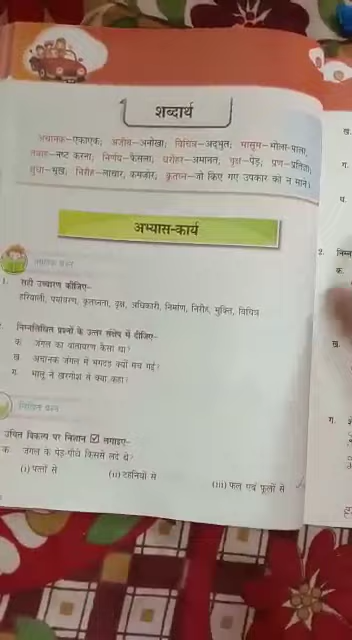 शब्दार्थ
अचानक—एकाएक; अजीब—अनोखा; विचित्र—अद्भुत; मासूम—भोला-भाला;
तबाह—नष्ट करना; निर्णय—फैसला; धरोहर—अमानत; वृक्ष—पेड़; प्रण—प्रतिज्ञा;
क्षुधा—भूख; निरीह—लाचार, कमजोर; कृतघ्न—जो किए गए उपकार को न माने।
अभ्यास-कार्य
मौखिक प्रश्न
1. सही उच्चारण कीजिए—
हरियाली, पर्यावरण, कृतज्ञता, वृक्ष, अधिकारी, निर्माण, निरीह, मुक्ति, विचित्र
निम्नलिखित प्रश्नों के उत्तर संक्षेप में दीजिए—
क. जंगल का वातावरण कैसा था?
ख. अचानक जंगल में भगदड़ क्यों मच गई?
ग. भालू ने खरगोश से क्या कहा?
लिखित प्रश्न
उचित विकल्प पर निशान ☑ लगाइए—
क. जंगल के पेड़-पौधे किससे लदे थे?
(i) पत्तों से (ii) टहनियों से (iii) फल एवं फूलों से
ख.
ग.
घ.
2. निम्न
क.
ख.
ग.